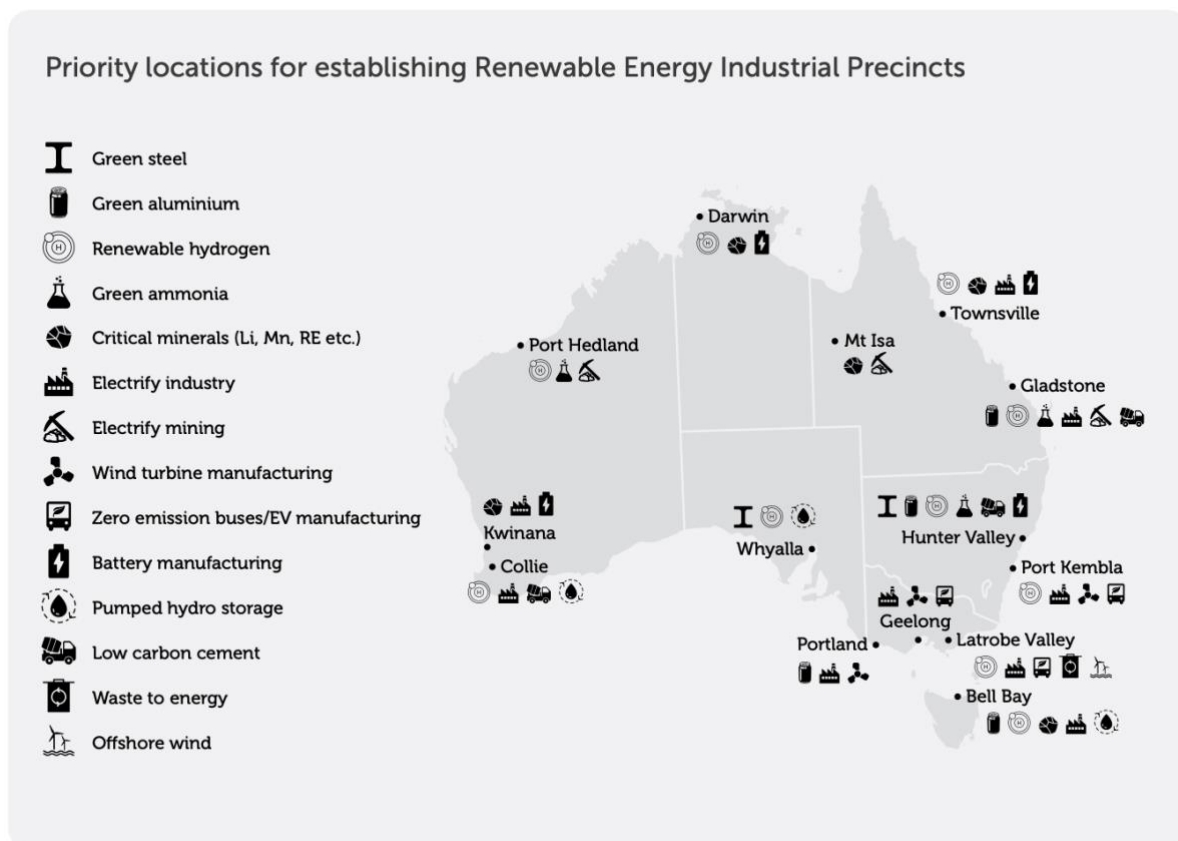 Priority locations for establishing Renewable Energy Industrial Precincts
Green steel
Green aluminium
Renewable hydrogen
Green ammonia
Critical minerals (Li, Mn, RE etc.)
Electrify industry
Electrify mining
Wind turbine manufacturing
Zero emission buses/EV manufacturing
Battery manufacturing
Pumped hydro storage
Low carbon cement
Waste to energy
Offshore wind
Darwin
Townsville
Port Hedland
Mt Isa
Gladstone
Kwinana
Collie
Whyalla
Hunter Valley
Port Kembla
Geelong
Portland
Latrobe Valley
Bell Bay